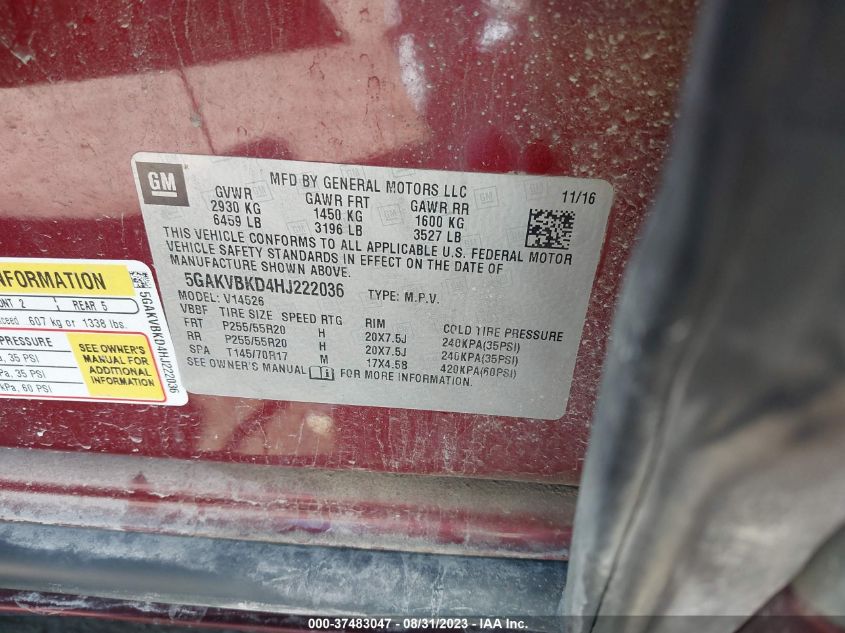 GM
MFD BY GENERAL MOTORS LLC
11/16
GVWR GAWR FRT GAWR RR
2930 KG 1450 KG 1600 KG
6459 LB 3196 LB 3527 LB
THIS VEHICLE CONFORMS TO ALL APPLICABLE U.S. FEDERAL MOTOR
VEHICLE SAFETY STANDARDS IN EFFECT ON THE DATE OF
MANUFACTURE SHOWN ABOVE.
5GAKVBKD4HJ222036 TYPE: M.P.V.
MODEL: V14526
VBBF TIRE SIZE SPEED RTG RIM COLD TIRE PRESSURE
FRT P255/55R20 H 20X7.5J 240KPA(35PSI)
RR P255/55R20 H 20X7.5J 240KPA(35PSI)
SPA T145/70R17 M 17X4.5B 420KPA(60PSI)
SEE OWNER'S MANUAL FOR MORE INFORMATION.
INFORMATION
2 REAR 5
607 kg or 1338 lbs.
PRESSURE
35 PSI
35 PSI
60 PSI
SEE OWNER'S
MANUAL FOR
ADDITIONAL
INFORMATION
5GAKVBKD4HJ222036
000-37483047 - 08/31/2023 - Copyright © 2023 IAA Inc.